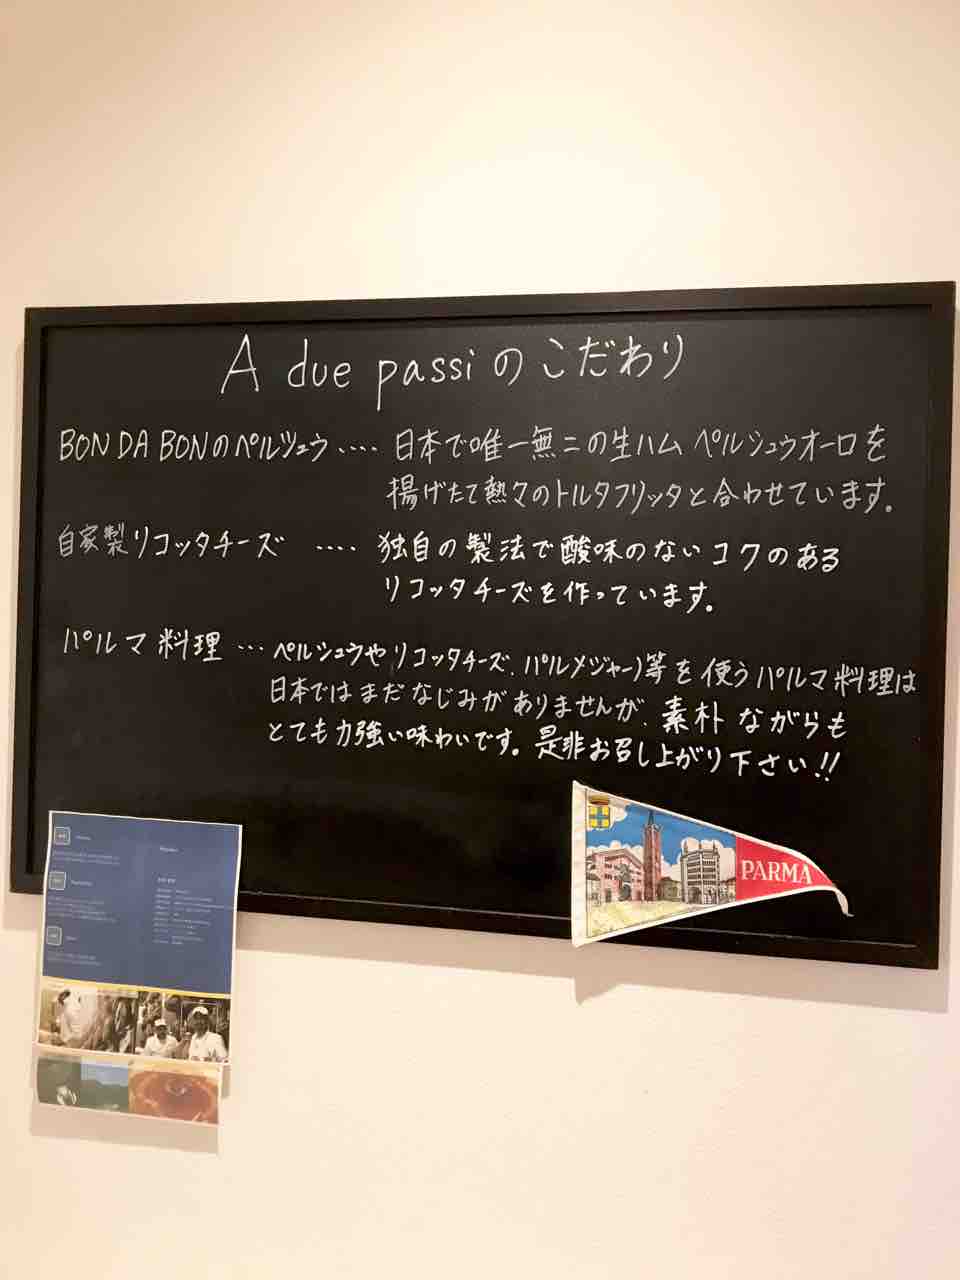 A due passiのこだわり
BON DA BONのペルシュウ‥‥ 日本で唯一無二の生ハム ペルシュウオーロを
揚げたて熱々のトルタフリッタと合わせています。
自家製リコッタチーズ ‥‥ 独自の製法で酸味のないコクのある
リコッタチーズを作っています。
パルマ料理 … ペルシュウやリコッタチーズ、パルメジャーノ等を使うパルマ料理は
日本ではまだなじみがありませんが、素朴ながらも
とても力強い味わいです。是非お召し上がり下さい!!
PARMA